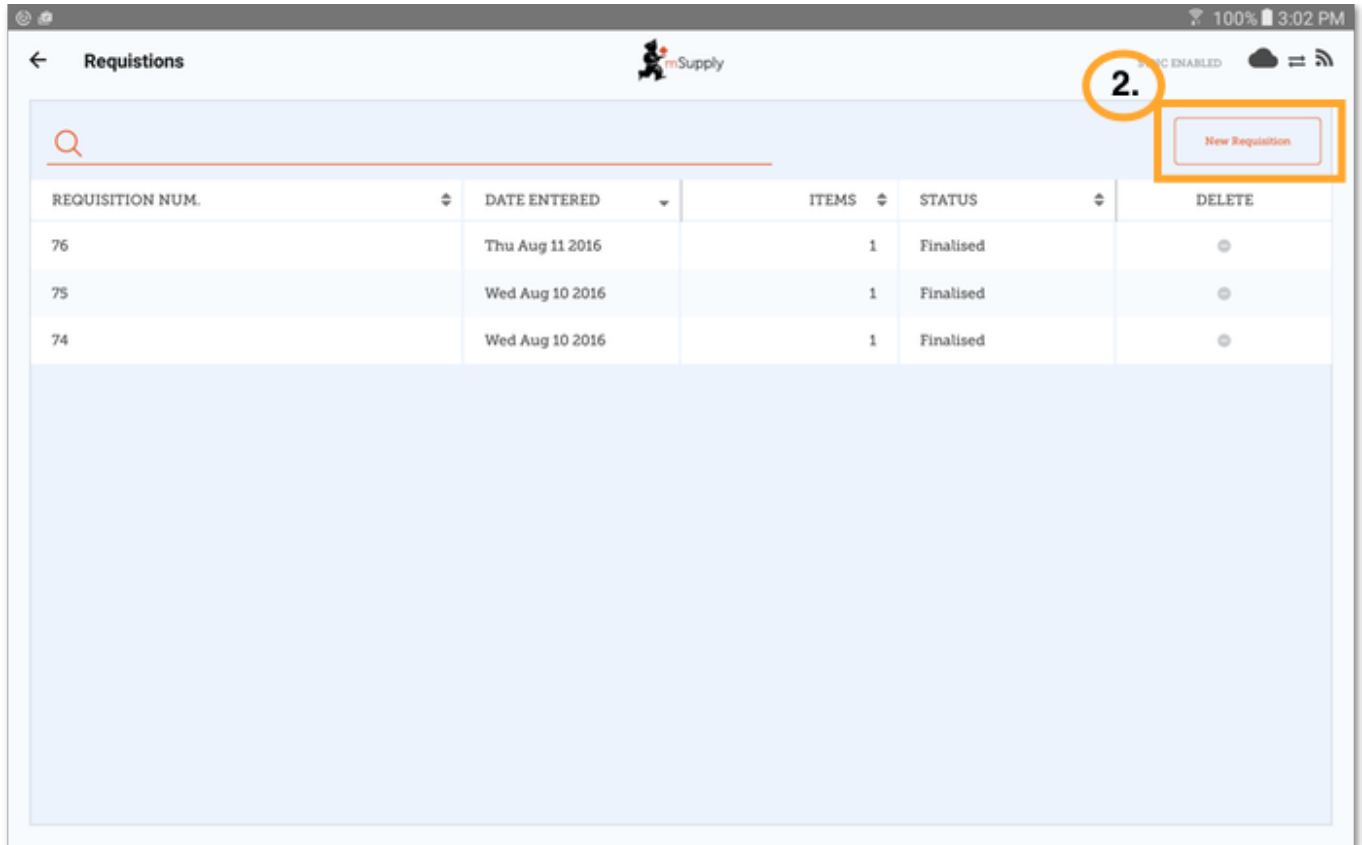 100% 3:02 PM
Requistions
mSupply
ENABLED
2.
New Requisition
REQUISITION NUM. DATE ENTERED ITEMS STATUS DELETE
76 Thu Aug 11 2016 1 Finalised
75 Wed Aug 10 2016 1 Finalised
74 Wed Aug 10 2016 1 Finalised